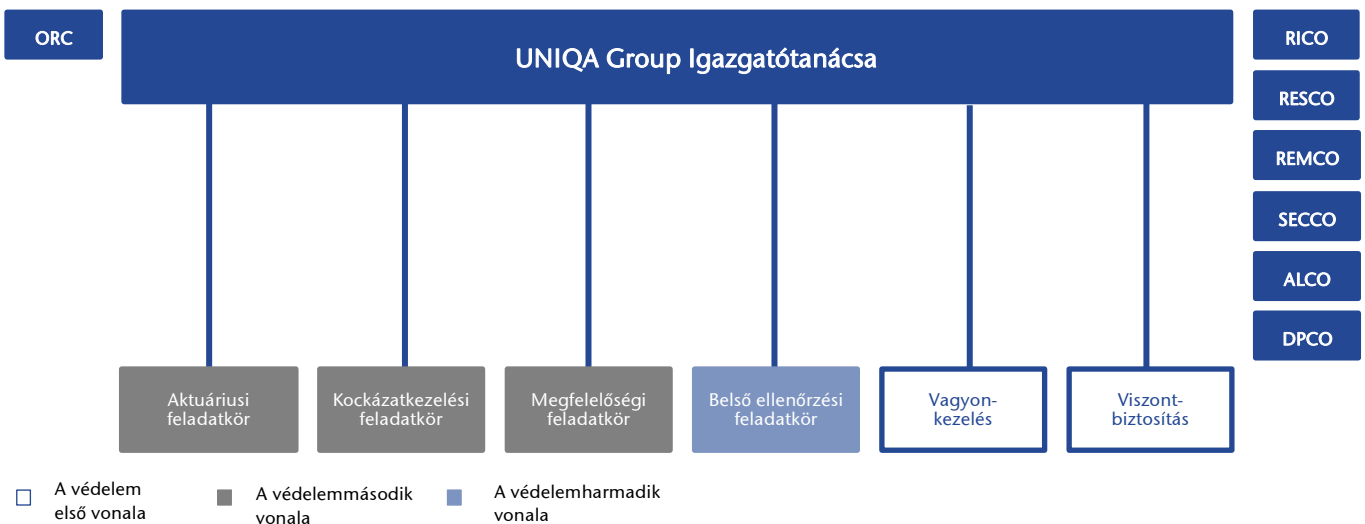 ORC
UNIQA Group Igazgatótanácsa
RICO
RESCO
REMCO
SECCO
ALCO
DPCO
Aktuáriusi
feladatkör
Kockázatkezelési
feladatkör
Megfelelőségi
feladatkör
Belső ellenőrzési
feladatkör
Vagyon-
kezelés
Viszont-
biztosítás
A védelem
első vonala
A védelemmásodik
vonala
A védelemharmadik
vonala